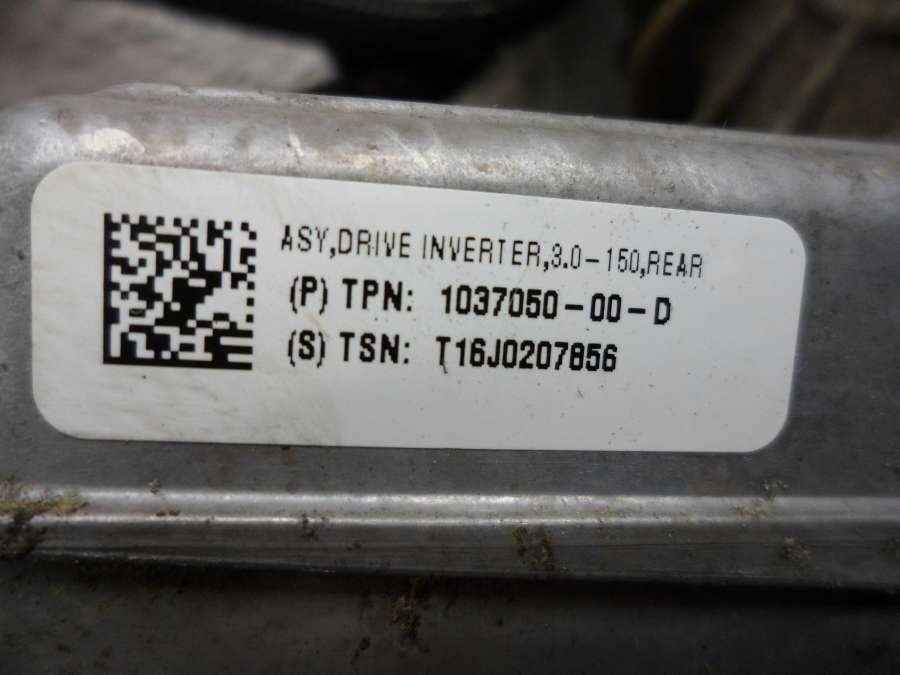 ASY,DRIVE INVERTER,3.0-150,REAR
(P) TPN: 1037050-00-D
(S) TSN: T16J0207856